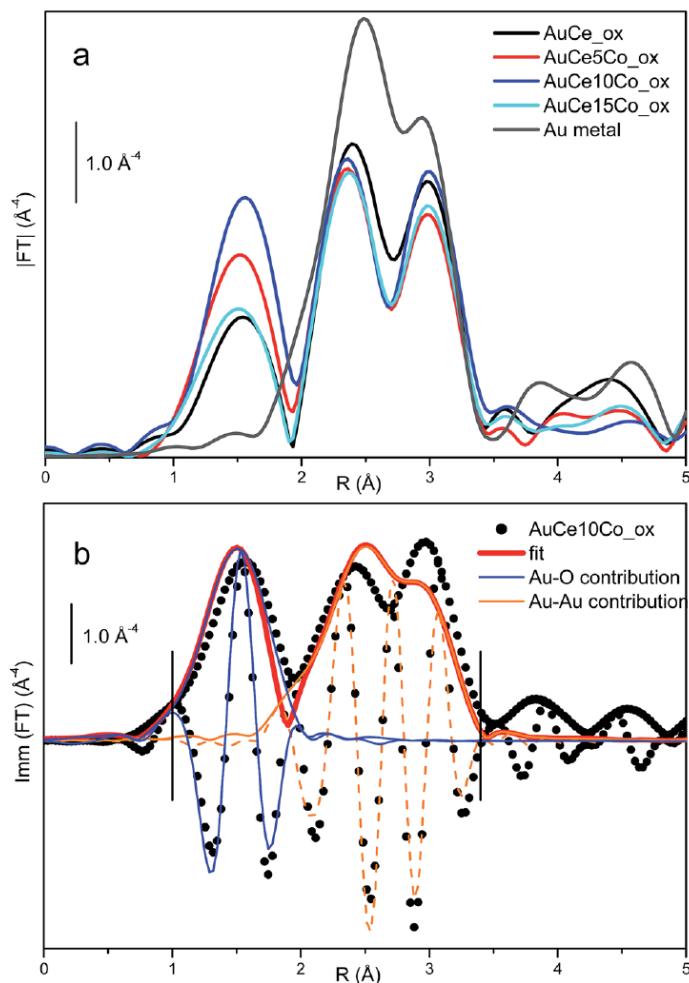 a
AuCe_ox
AuCe5Co_ox
AuCe10Co_ox
AuCe15Co_ox
Au metal
1.0 Å-4
|FT| (Å-4)
0 1 2 3 4 5
R (Å)
b
AuCe10Co_ox
fit
Au-O contribution
Au-Au contribution
1.0 Å-4
Imm (FT) (Å-4)
0 1 2 3 4 5
R (Å)